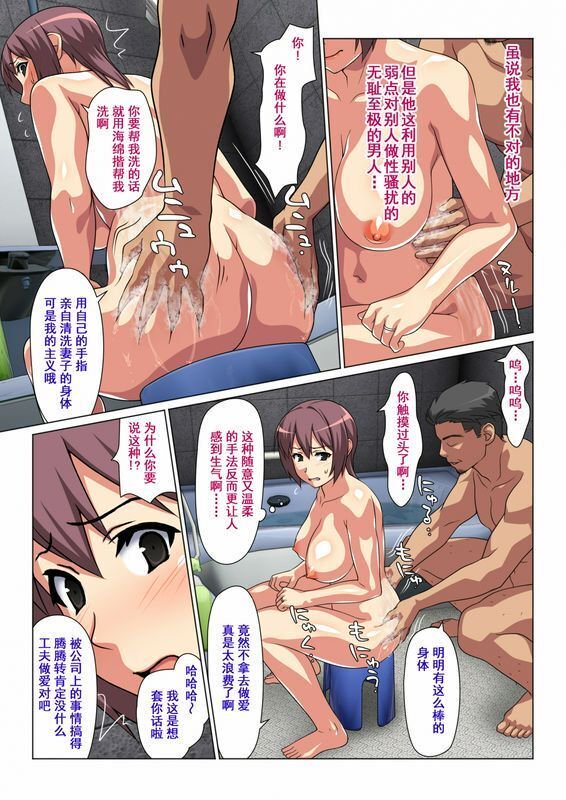 虽说我也有不对的地方
但是他这利用别人的
弱点对别人做性骚扰的
无耻至极的男人…
ヌルー
你！
你在做什么啊！
你要帮我洗的话
就用海绵揩帮我
洗啊
ムニュ
ムニュゥ
用自己的手指
亲自清洗妻子的身体
可是我的主义哦
呜…呜呜…
你触摸过头了啊…
这种随意又温柔
的手法反而更让人
感到生气啊…
にゅる。
にゅる
にゅく
明明有这么棒的
身体
竟然不拿去做爱
真是太浪费了啊
为什么你要
说这种!?
哈哈哈~
我这是想
套你话啦
被公司上的事情搞得
腾腾转肯定没什么
工夫做爱对吧